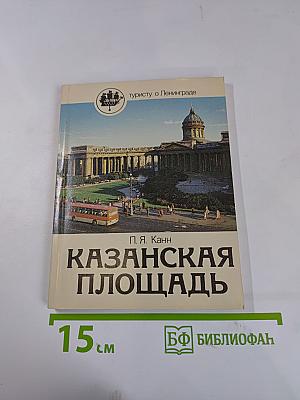 туристу о Ленинграде
П. Я. Канн
КАЗАНСКАЯ
ПЛОЩАДЬ
15 см
БФ БИБЛИОФАН